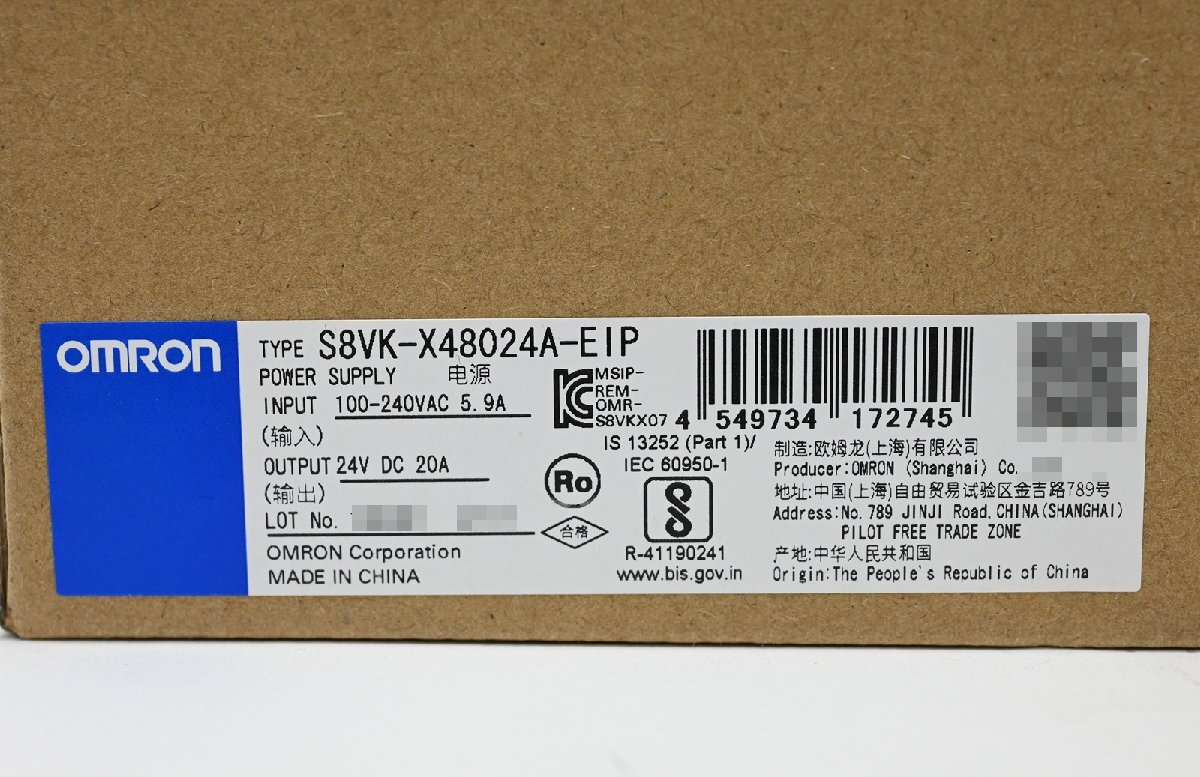 OMRON
TYPE S8VK-X48024A-EIP
POWER SUPPLY 电源
INPUT 100-240VAC 5.9A
(输入)
OUTPUT 24V DC 20A
(输出)
LOT No.
OMRON Corporation
MADE IN CHINA
MSIP-
REM-
OMR-
S8VKX07
4 549734 172745
IS 13252 (Part 1)/
IEC 60950-1
Ro
合格
R-41190241
www.bis.gov.in
制造:欧姆龙(上海)有限公司
Producer:OMRON (Shanghai) Co.
地址:中国(上海)自由贸易试验区金吉路789号
Address:No. 789 JINJI Road, CHINA(SHANGHAI)
PILOT FREE TRADE ZONE
产地:中华人民共和国
Origin:The People's Republic of China